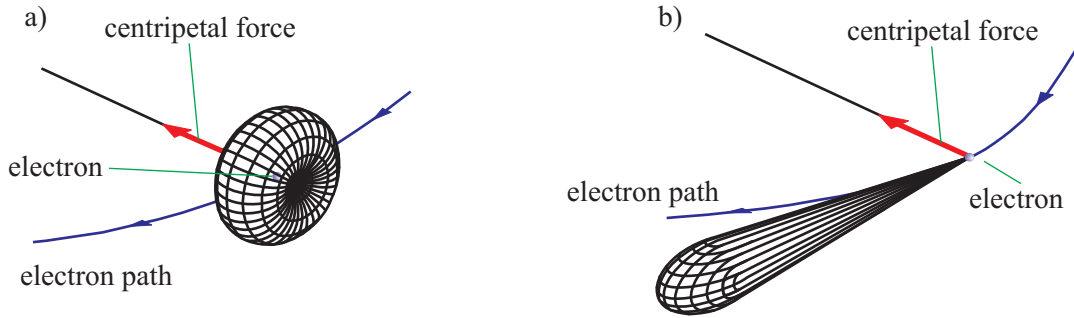 a)
centripetal force
electron
electron path
b)
centripetal force
electron path
electron